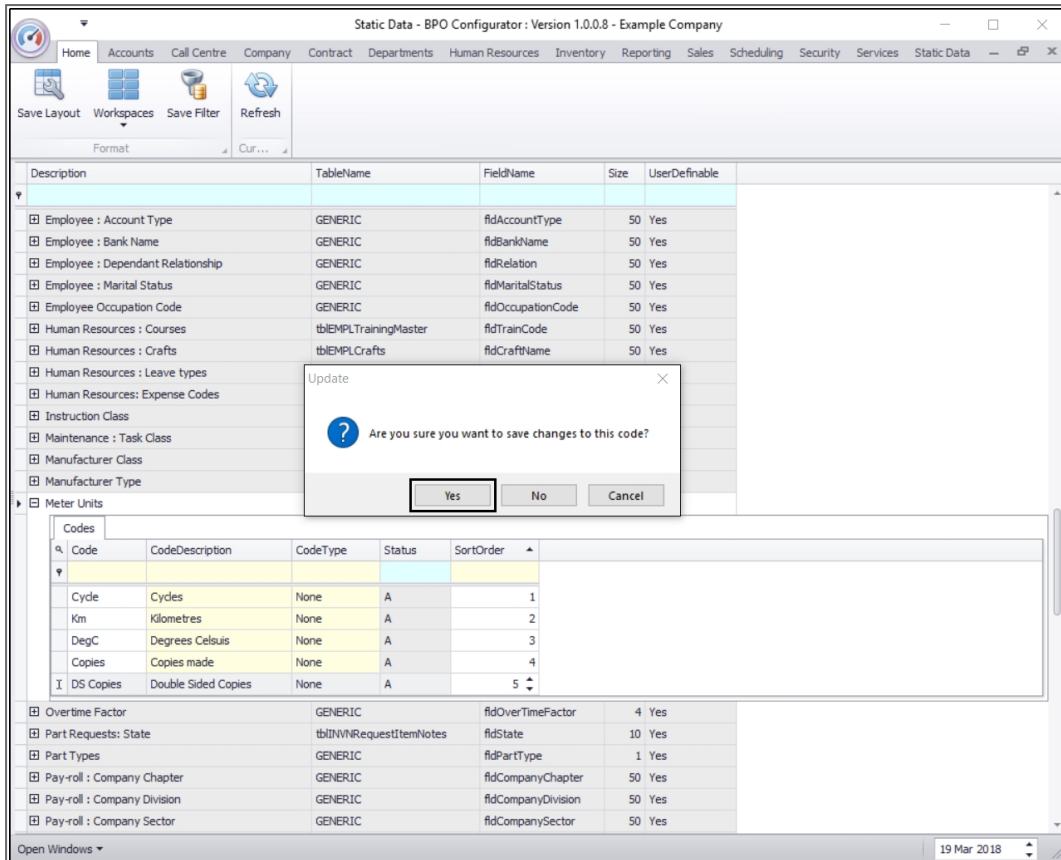 Static Data - BPO Configurator : Version 1.0.0.8 - Example Company
Home Accounts Call Centre Company Contract Departments Human Resources Inventory Reporting Sales Scheduling Security Services Static Data
Save Layout Workspaces Save Filter Refresh
Format Cur...
Description TableName FieldName Size UserDefinable
Employee : Account Type GENERIC fldAccountType 50 Yes
Employee : Bank Name GENERIC fldBankName 50 Yes
Employee : Dependant Relationship GENERIC fldRelation 50 Yes
Employee : Marital Status GENERIC fldMaritalStatus 50 Yes
Employee Occupation Code GENERIC fldOccupationCode 50 Yes
Human Resources : Courses tblEMPLTrainingMaster fldTrainCode 50 Yes
Human Resources : Crafts tblEMPLCrafts fldCraftName 50 Yes
Human Resources : Leave types
Human Resources: Expense Codes
Instruction Class
Maintenance : Task Class
Manufacturer Class
Manufacturer Type
Meter Units
Update
Are you sure you want to save changes to this code?
Yes No Cancel
Codes
Code CodeDescription CodeType Status SortOrder
Cycle Cycles None A 1
Km Kilometres None A 2
DegC Degrees Celsuis None A 3
Copies Copies made None A 4
DS Copies Double Sided Copies None A 5
Overtime Factor GENERIC fldOverTimeFactor 4 Yes
Part Requests: State tblINVNRequestItemNotes fldState 10 Yes
Part Types GENERIC fldPartType 1 Yes
Pay-roll : Company Chapter GENERIC fldCompanyChapter 50 Yes
Pay-roll : Company Division GENERIC fldCompanyDivision 50 Yes
Pay-roll : Company Sector GENERIC fldCompanySector 50 Yes
Open Windows 19 Mar 2018